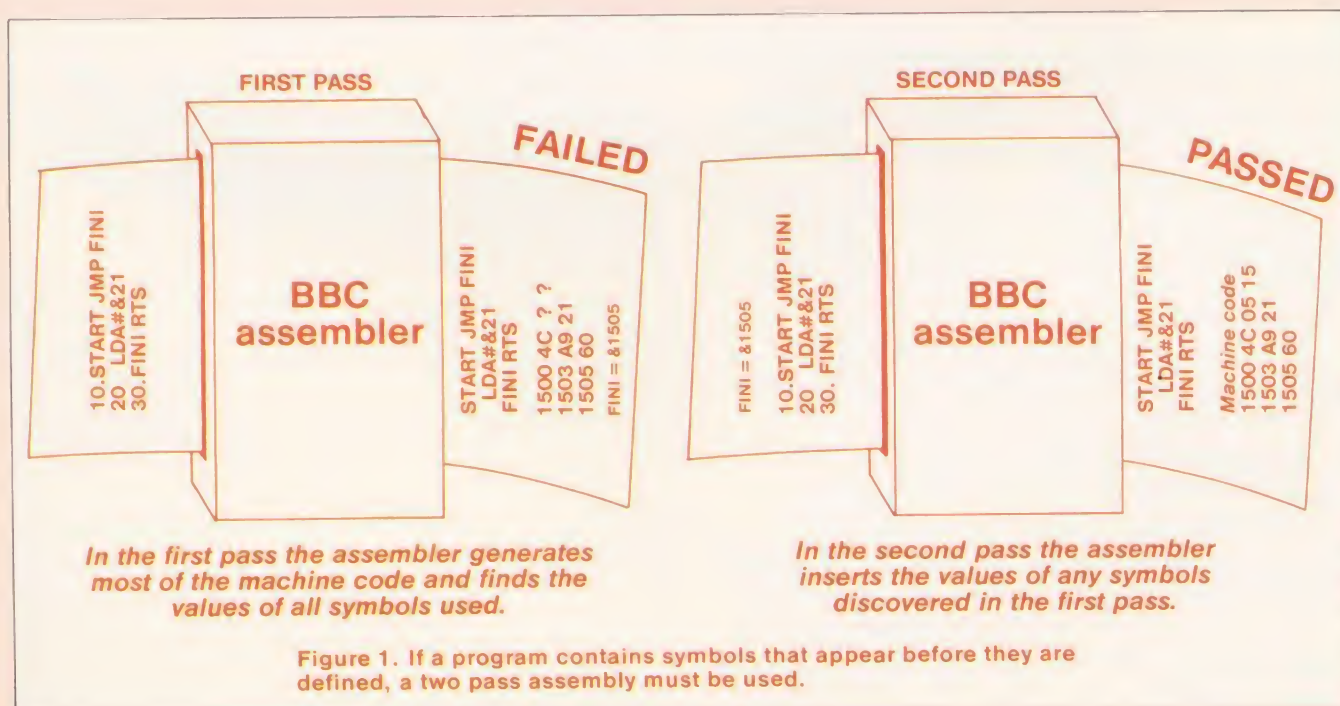 FIRST PASS
10.START JMP FINI
20 LDA#&21
30.FINI RTS
BBC
assembler
FAILED
START JMP FINI
LDA#&21
FINI RTS
1500 4C ? ?
1503 A9 21
1505 60
FINI = &1505
In the first pass the assembler generates
most of the machine code and finds the
values of all symbols used.
SECOND PASS
FINI = &1505
10.START JMP FINI
20 LDA#&21
30. FINI RTS
BBC
assembler
PASSED
START JMP FINI
LDA#&21
FINI RTS
Machine code
1500 4C 05 15
1503 A9 21
1505 60
In the second pass the assembler
inserts the values of any symbols
discovered in the first pass.
Figure 1. If a program contains symbols that appear before they are
defined, a two pass assembly must be used.